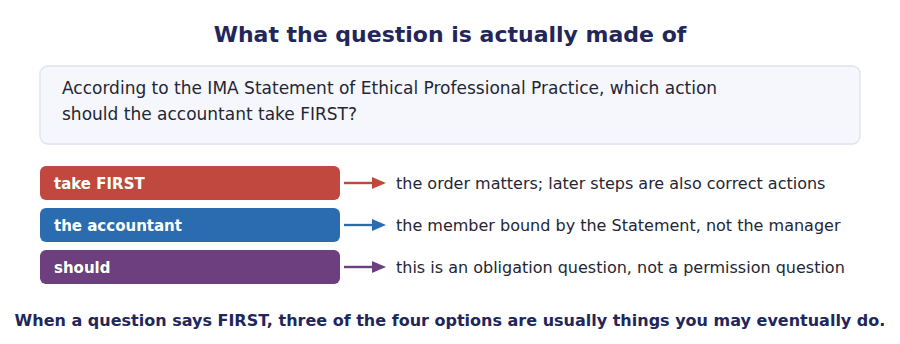 What the question is actually made of
According to the IMA Statement of Ethical Professional Practice, which action
should the accountant take FIRST?
take FIRST
the order matters; later steps are also correct actions
the accountant
the member bound by the Statement, not the manager
should
this is an obligation question, not a permission question
When a question says FIRST, three of the four options are usually things you may eventually do.